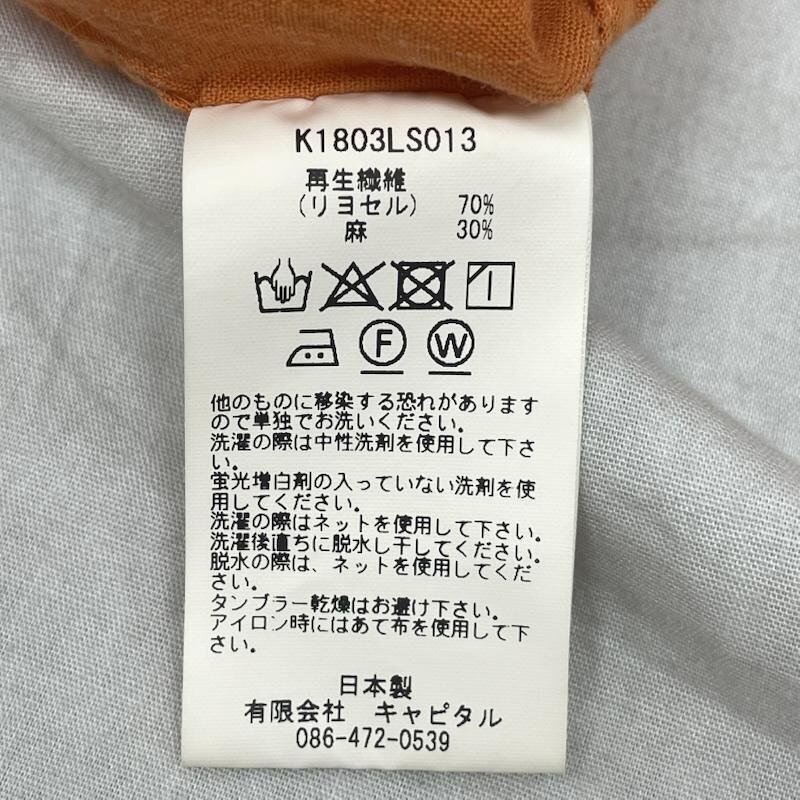 K1803LS013
再生繊維
(リヨセル) 70%
麻 30%
F W
他のものに移染する恐れがあります
ので単独でお洗いください。
洗濯の際は中性洗剤を使用して下さ
い。
蛍光増白剤の入っていない洗剤を使
用してください。
洗濯の際はネットを使用して下さい。
洗濯後直ちに脱水し干してください。
脱水の際は、ネットを使用してくだ
さい。
タンブラー乾燥はお避け下さい。
アイロン時にはあて布を使用して下
さい。
日本製
有限会社 キャピタル
086-472-0539